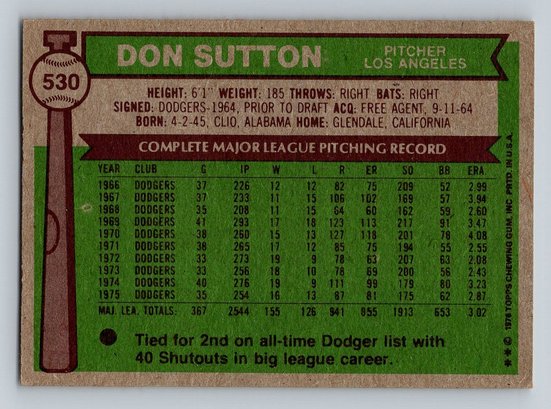 530
DON SUTTON
PITCHER
LOS ANGELES
HEIGHT: 6'1" WEIGHT: 185 THROWS: RIGHT BATS: RIGHT
SIGNED: DODGERS-1964, PRIOR TO DRAFT ACQ: FREE AGENT, 9-11-64
BORN: 4-2-45, CLIO, ALABAMA HOME: GLENDALE, CALIFORNIA
COMPLETE MAJOR LEAGUE PITCHING RECORD
YEAR CLUB G IP W L R ER SO BB ERA
1966 DODGERS 37 226 12 12 82 75 209 52 2.99
1967 DODGERS 37 233 11 15 106 102 169 57 3.94
1968 DODGERS 35 208 11 15 64 60 162 59 2.60
1969 DODGERS 41 293 17 18 123 113 217 91 3.47
1970 DODGERS 38 260 15 13 127 118 201 78 4.08
1971 DODGERS 38 265 17 12 85 75 194 55 2.55
1972 DODGERS 33 273 19 9 78 63 207 63 2.08
1973 DODGERS 33 256 18 10 78 69 200 56 2.43
1974 DODGERS 40 276 19 9 111 99 179 80 3.23
1975 DODGERS 35 254 16 13 87 81 175 62 2.87
MAJ. LEA. TOTALS: 367 2544 155 126 941 855 1913 653 3.02
Tied for 2nd on all-time Dodger list with
40 Shutouts in big league career.
** © 1976 TOPPS CHEWING GUM, INC. PRTD. IN U.S.A.